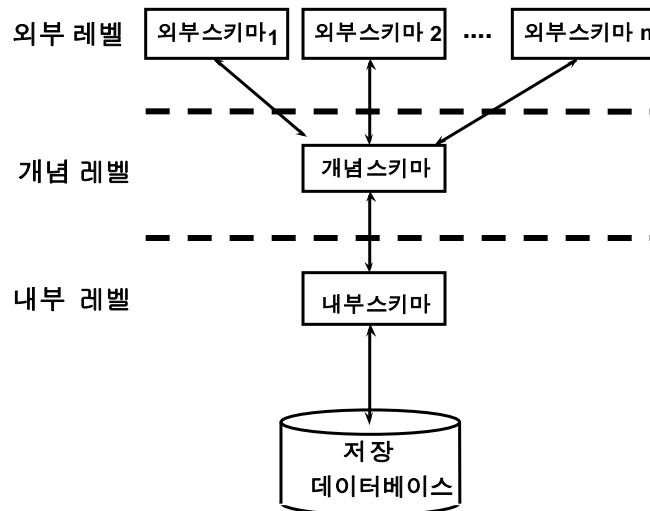 외부 레벨
외부스키마1
외부스키마 2
....
외부스키마 n
개념 레벨
개념스키마
내부 레벨
내부스키마
저장
데이터베이스